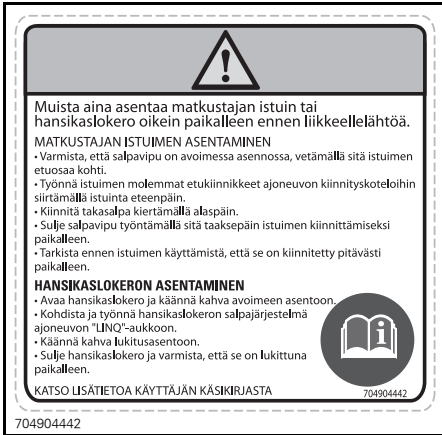 Muista aina asentaa matkustajan istuin tai
hansikaslokero oikein paikalleen ennen liikkeellelähtöä.
MATKUSTAJAN ISTUIMEN ASENTAMINEN
• Varmista, että salpavipu on avoimessa asennossa, vetämällä sitä istuimen
etuosaa kohti.
• Työnnä istuimen molemmat etukiinnikkeet ajoneuvon kiinnityskoteloihin
siirtämällä istuinta eteenpäin.
• Kiinnitä takasalpa kiertämällä alaspäin.
• Sulje salpavipu työntämällä sitä taaksepäin istuimen kiinnittämiseksi
paikalleen.
• Tarkista ennen istuimen käyttämistä, että se on kiinnitetty pitävästi
paikalleen.
HANSIKASLOKERON ASENTAMINEN
• Avaa hansikaslokero ja käännä kahva avoimeen asentoon.
• Kohdista ja työnnä hansikaslokeron salpajärjestelmä
ajoneuvon "LINQ"-aukkoon.
• Käännä kahva lukitusasentoon.
• Sulje hansikaslokero ja varmista, että se on lukittuna
paikalleen.
KATSO LISÄTIETOA KÄYTTÄJÄN KÄSIKIRJASTA
704904442
704904442